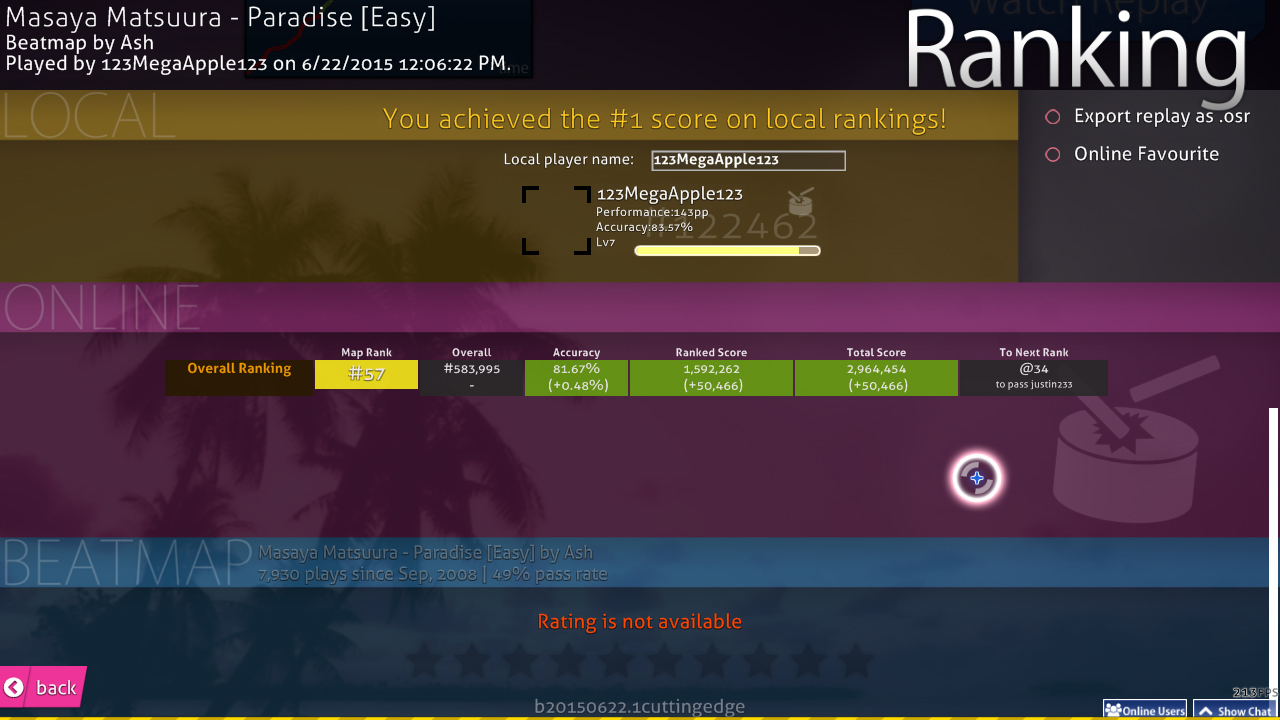 Masaya Matsuura - Paradise [Easy]
Beatmap by Ash
Played by 123MegaApple123 on 6/22/2015 12:06:22 PM.
time
Watch Replay
Ranking
LOCAL
You achieved the #1 score on local rankings!
Export replay as .osr
Online Favourite
Local player name: 123MegaApple123
123MegaApple123
Performance:143pp
Accuracy:83.57%
Lv7
#122462
ONLINE
Map Rank Overall Accuracy Ranked Score Total Score To Next Rank
Overall Ranking #57 #583,995 81.67% 1,592,262 2,964,454 @34
- (+0.48%) (+50,466) (+50,466) to pass justin233
BEATMAP
Masaya Matsuura - Paradise [Easy] by Ash
7,930 plays since Sep, 2008 | 49% pass rate
Rating is not available
back
b20150622.1cuttingedge
213FPS
Online Users
Show Chat